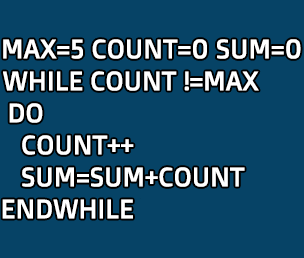 MAX=5 COUNT=0 SUM=0
WHILE COUNT !=MAX
DO
COUNT++
SUM=SUM+COUNT
ENDWHILE